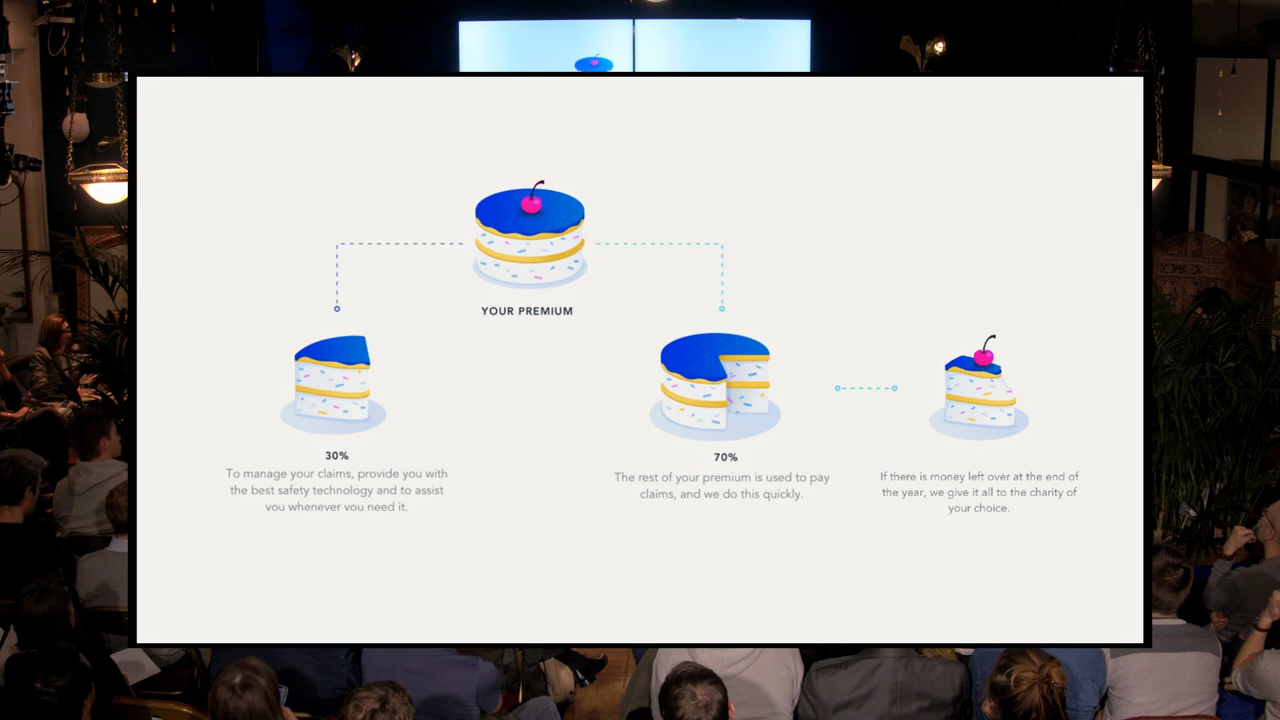 YOUR PREMIUM
30%
To manage your claims, provide you with
the best safety technology and to assist
vou whenever vou need it.
70%
The rest of your premium is used to pay
claims, and we do this quickly.
If there is money left over at the end of
the year, we give it all to the charity of
your choice.